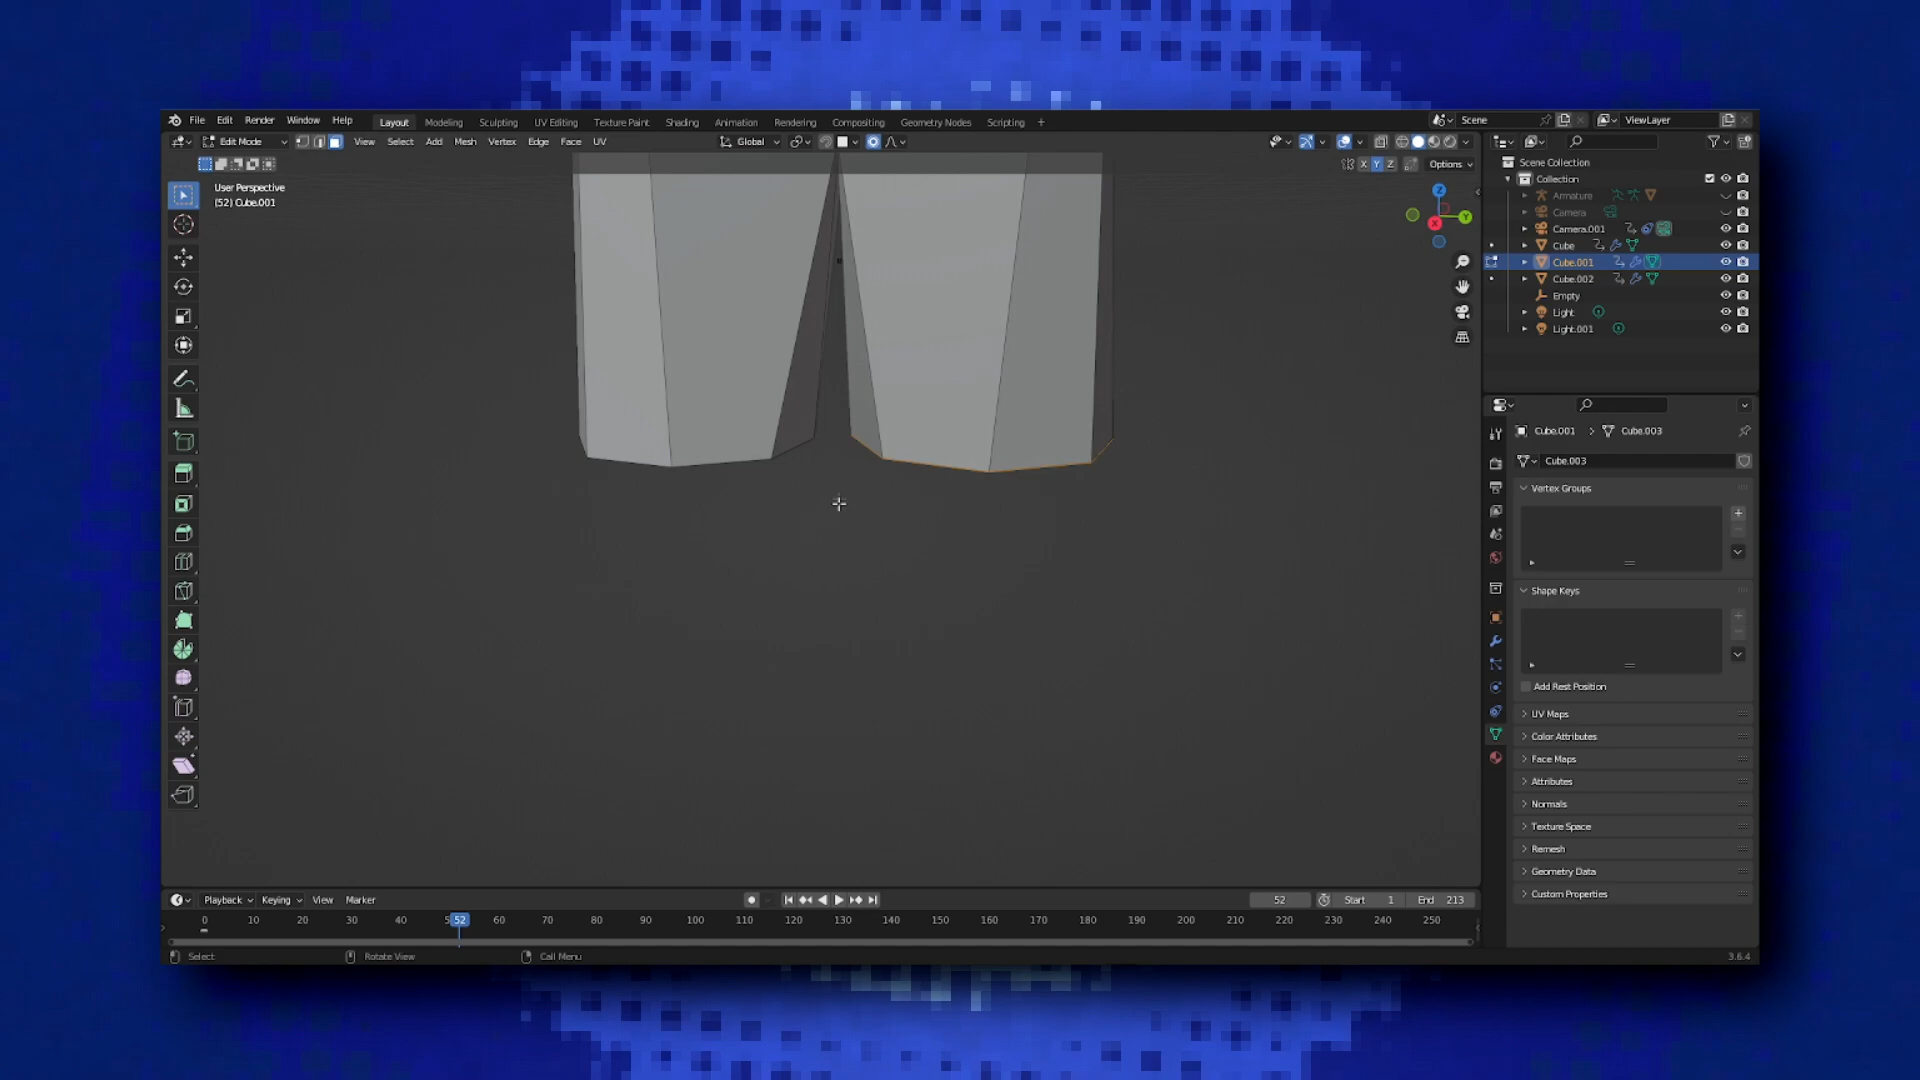 File Edit Render Window Help Layout Modeling Sculpting UV Editing Texture Paint Shading Animation Rendering Compositing Geometry Nodes Scripting + Scene ViewLayer
Edit Mode View Select Add Mesh Vertex Edge Face UV Global
X Y Z Options
User Perspective
(52) Cube.001
Z
Y
X
Scene Collection
Collection
Armature
Camera
Camera.001
Cube
Cube.001
Cube.002
Empty
Light
Light.001
Cube.001 > Cube.003
Cube.003
Vertex Groups
Shape Keys
Add Rest Position
UV Maps
Color Attributes
Face Maps
Attributes
Normals
Texture Space
Remesh
Geometry Data
Custom Properties
Playback Keying View Marker 52 Start 1 End 213
0 10 20 30 40 5 52 60 70 80 90 100 110 120 130 140 150 160 170 180 190 200 210 220 230 240 250
Select Rotate View Call Menu 3.6.4